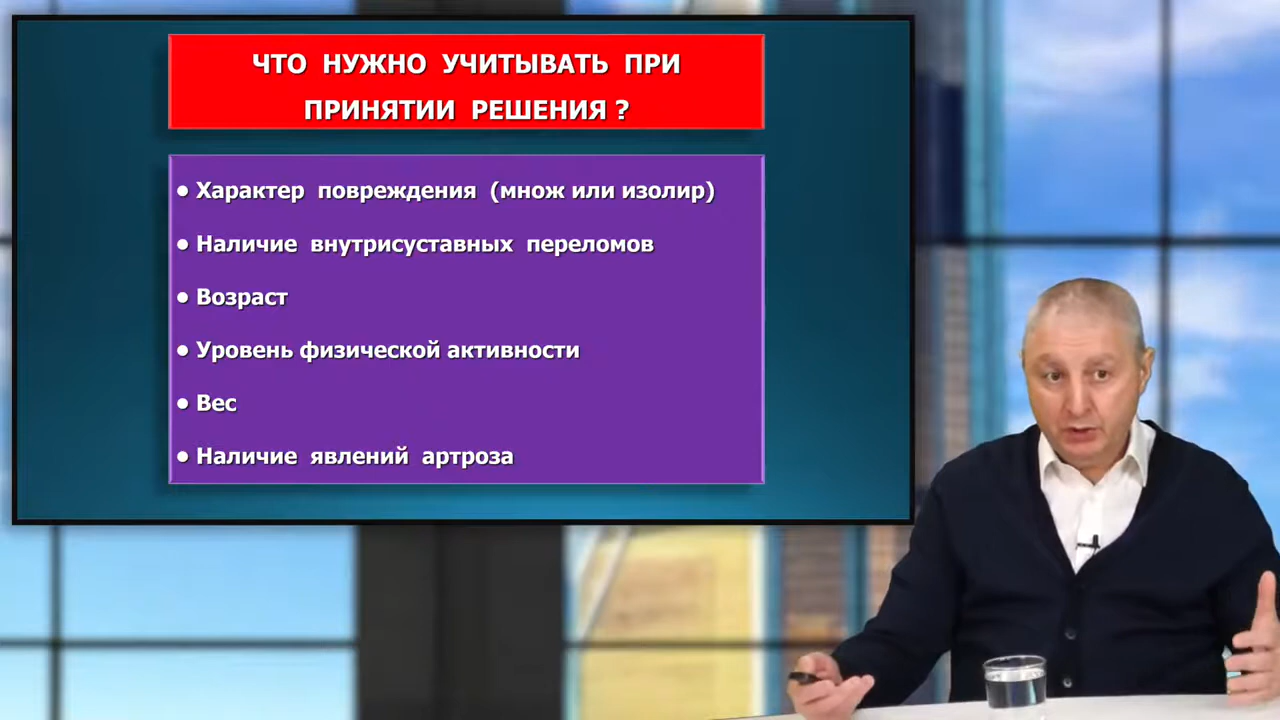 ЧТО НУЖНО УЧИТЫВАТЬ ПРИ
ПРИНЯТИИ РЕШЕНИЯ ?
• Характер повреждения (множ или изолир)
• Наличие внутрисуставных переломов
• Возраст
• Уровень физической активности
• Вес
• Наличие явлений артроза